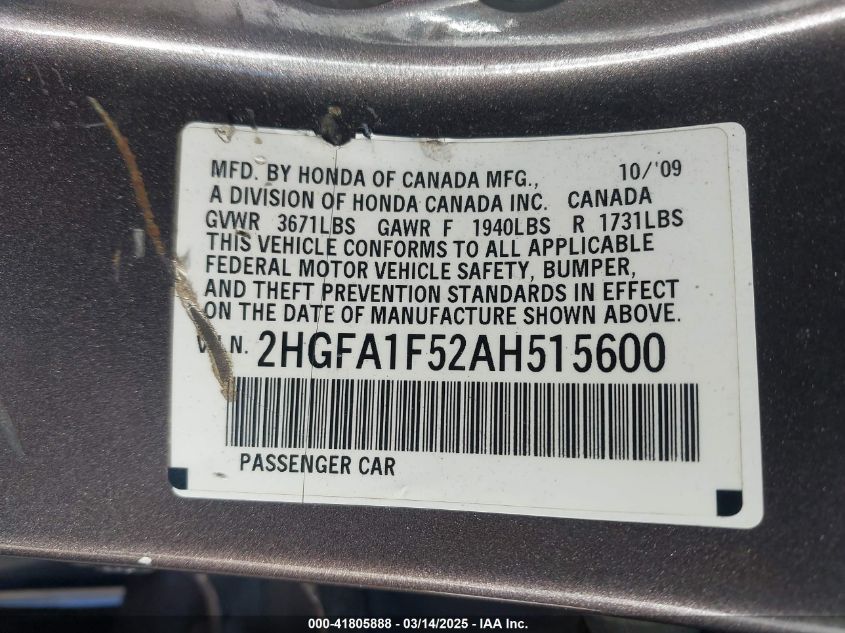 MFD. BY HONDA OF CANADA MFG., 10/'09
A DIVISION OF HONDA CANADA INC. CANADA
GVWR 3671LBS GAWR F 1940LBS R 1731LBS
THIS VEHICLE CONFORMS TO ALL APPLICABLE
FEDERAL MOTOR VEHICLE SAFETY, BUMPER,
AND THEFT PREVENTION STANDARDS IN EFFECT
ON THE DATE OF MANUFACTURE SHOWN ABOVE.
V.I.N. 2HGFA1F52AH515600
PASSENGER CAR
000-41805888 - 03/14/2025 - IAA Inc.